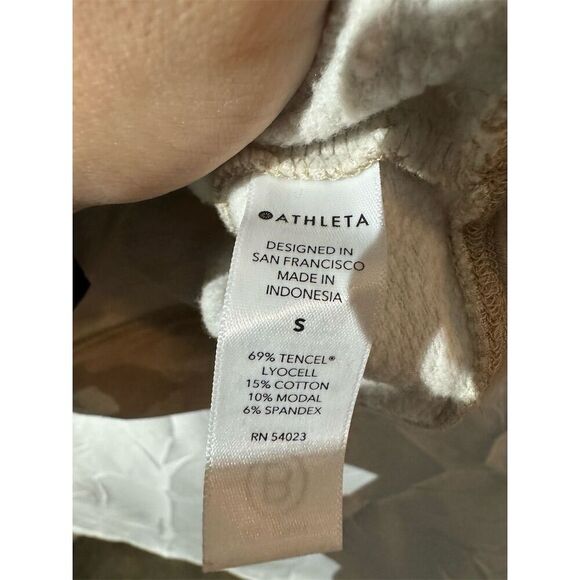 ATHLETA
DESIGNED IN
SAN FRANCISCO
MADE IN
INDONESIA
S
69% TENCEL®
LYOCELL
15% COTTON
10% MODAL
6% SPANDEX
RN 54023
B